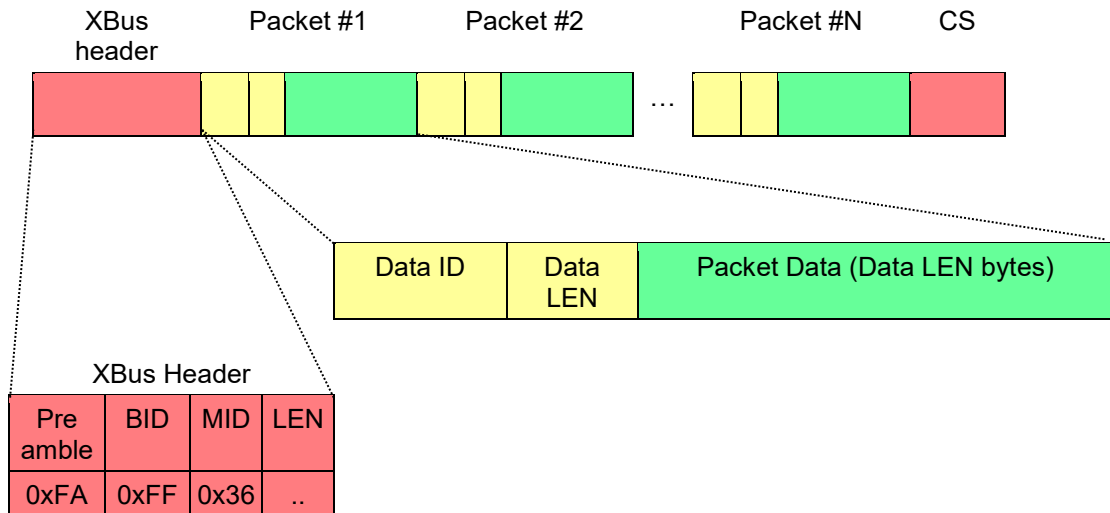 XBus
header
Packet #1
Packet #2
Packet #N
CS
...
Data ID
Data
LEN
Packet Data (Data LEN bytes)
XBus Header
Pre
amble
BID
MID
LEN
0xFA
0xFF
0x36
..